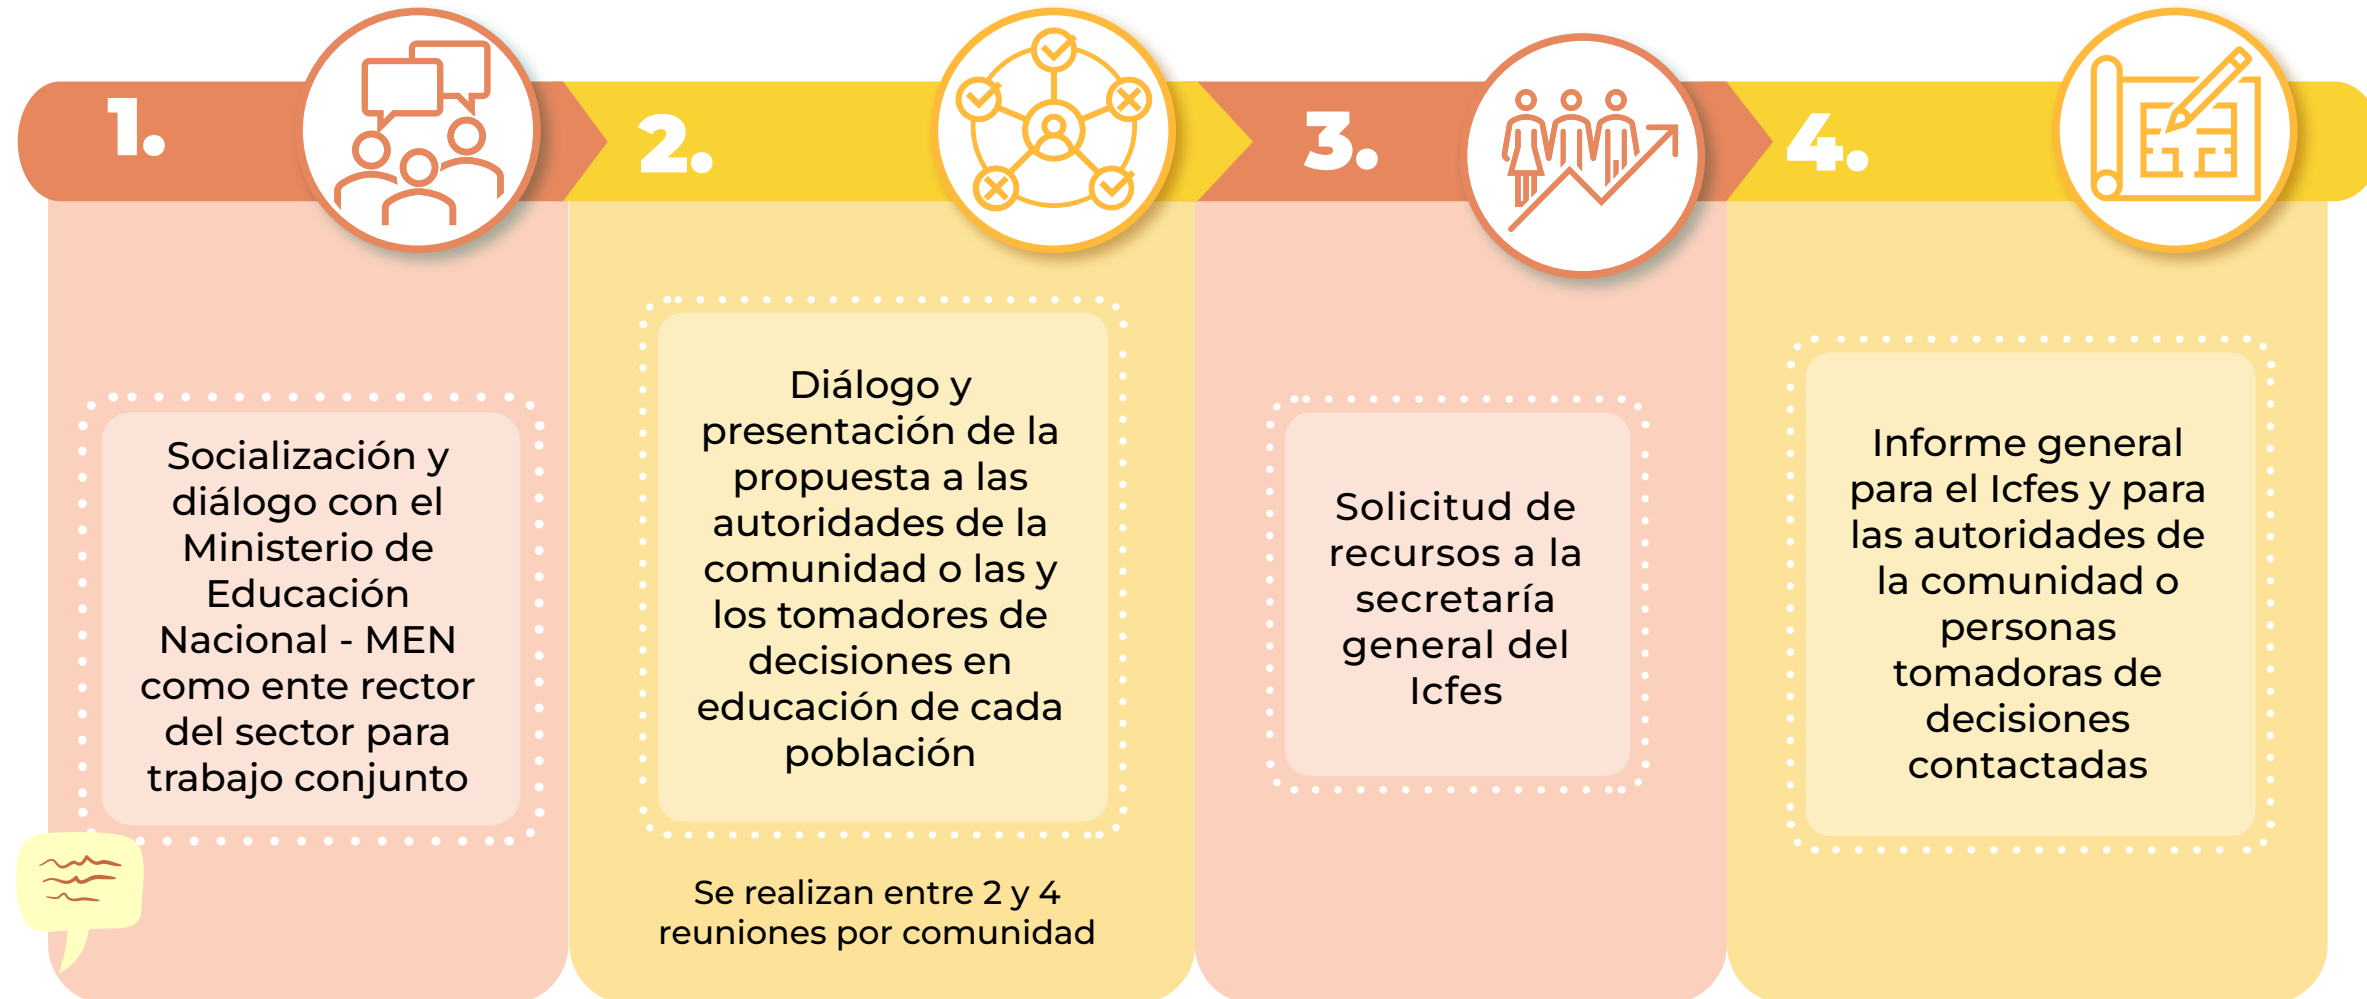 1.
Socialización y
diálogo con el
Ministerio de
Educación
Nacional - MEN
como ente rector
del sector para
trabajo conjunto
2.
Diálogo y
presentación de la
propuesta a las
autoridades de la
comunidad o las y
los tomadores de
decisiones en
educación de cada
población
Se realizan entre 2 y 4
reuniones por comunidad
3.
Solicitud de
recursos a la
secretaría
general del
Icfes
4.
Informe general
para el Icfes y para
las autoridades de
la comunidad o
personas
tomadoras de
decisiones
contactadas